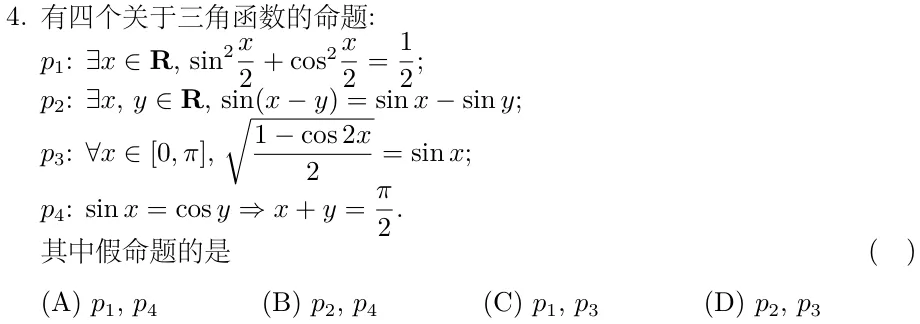 4. 有四个关于三角函数的命题:
p₁: ∃x ∈ R, sin² x/2 + cos² x/2 = 1/2;
p₂: ∃x, y ∈ R, sin(x − y) = sin x − sin y;
p₃: ∀x ∈ [0, π], √((1 − cos 2x)/2) = sin x;
p₄: sin x = cos y ⇒ x + y = π/2.
其中假命题的是 ( )
(A) p₁, p₄ (B) p₂, p₄ (C) p₁, p₃ (D) p₂, p₃